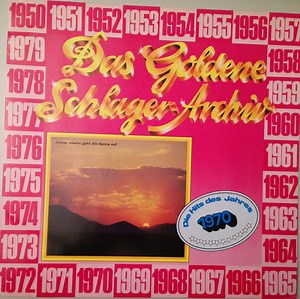 1950 1951 1952 1953 1954 1955 1956 1957
1979 1958
1978 1959
1977 1960
1976 1961
1975 1962
1974 1963
1973 1964
1972 1971 1970 1969 1968 1967 1966 1965
Das Goldene
Schlager-Archiv
Immer wieder geht die Sonne auf
Die Hits des Jahres
1970